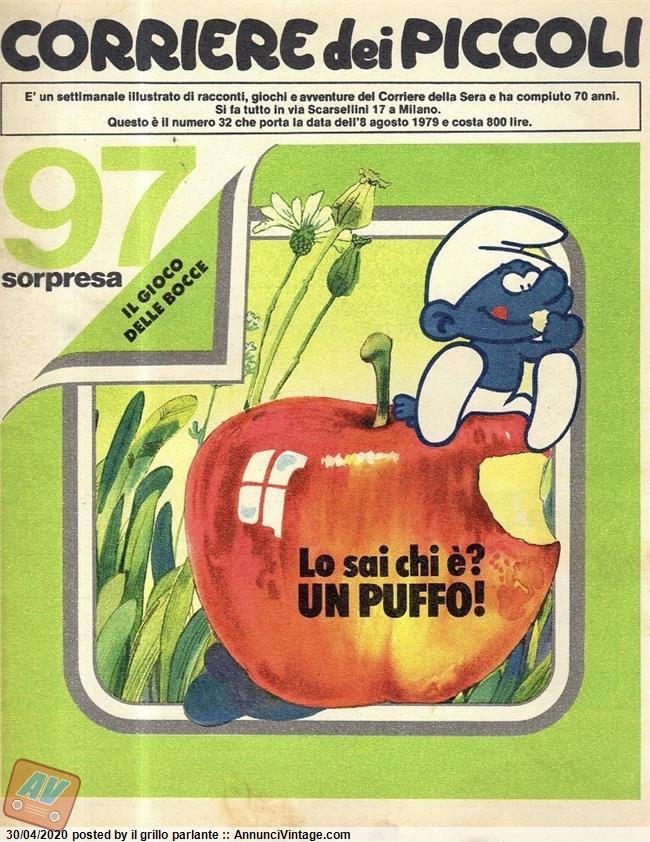 CORRIERE dei PICCOLI
E' un settimanale illustrato di racconti, giochi e avventure del Corriere della Sera e ha compiuto 70 anni.
Si fa tutto in via Scarsellini 17 a Milano.
Questo è il numero 32 che porta la data dell'8 agosto 1979 e costa 800 lire.
97
sorpresa
IL GIOCO
DELLE BOCCE
Lo sai chi è?
UN PUFFO!
AV
30/04/2020 posted by il grillo parlante :: AnnunciVintage.com